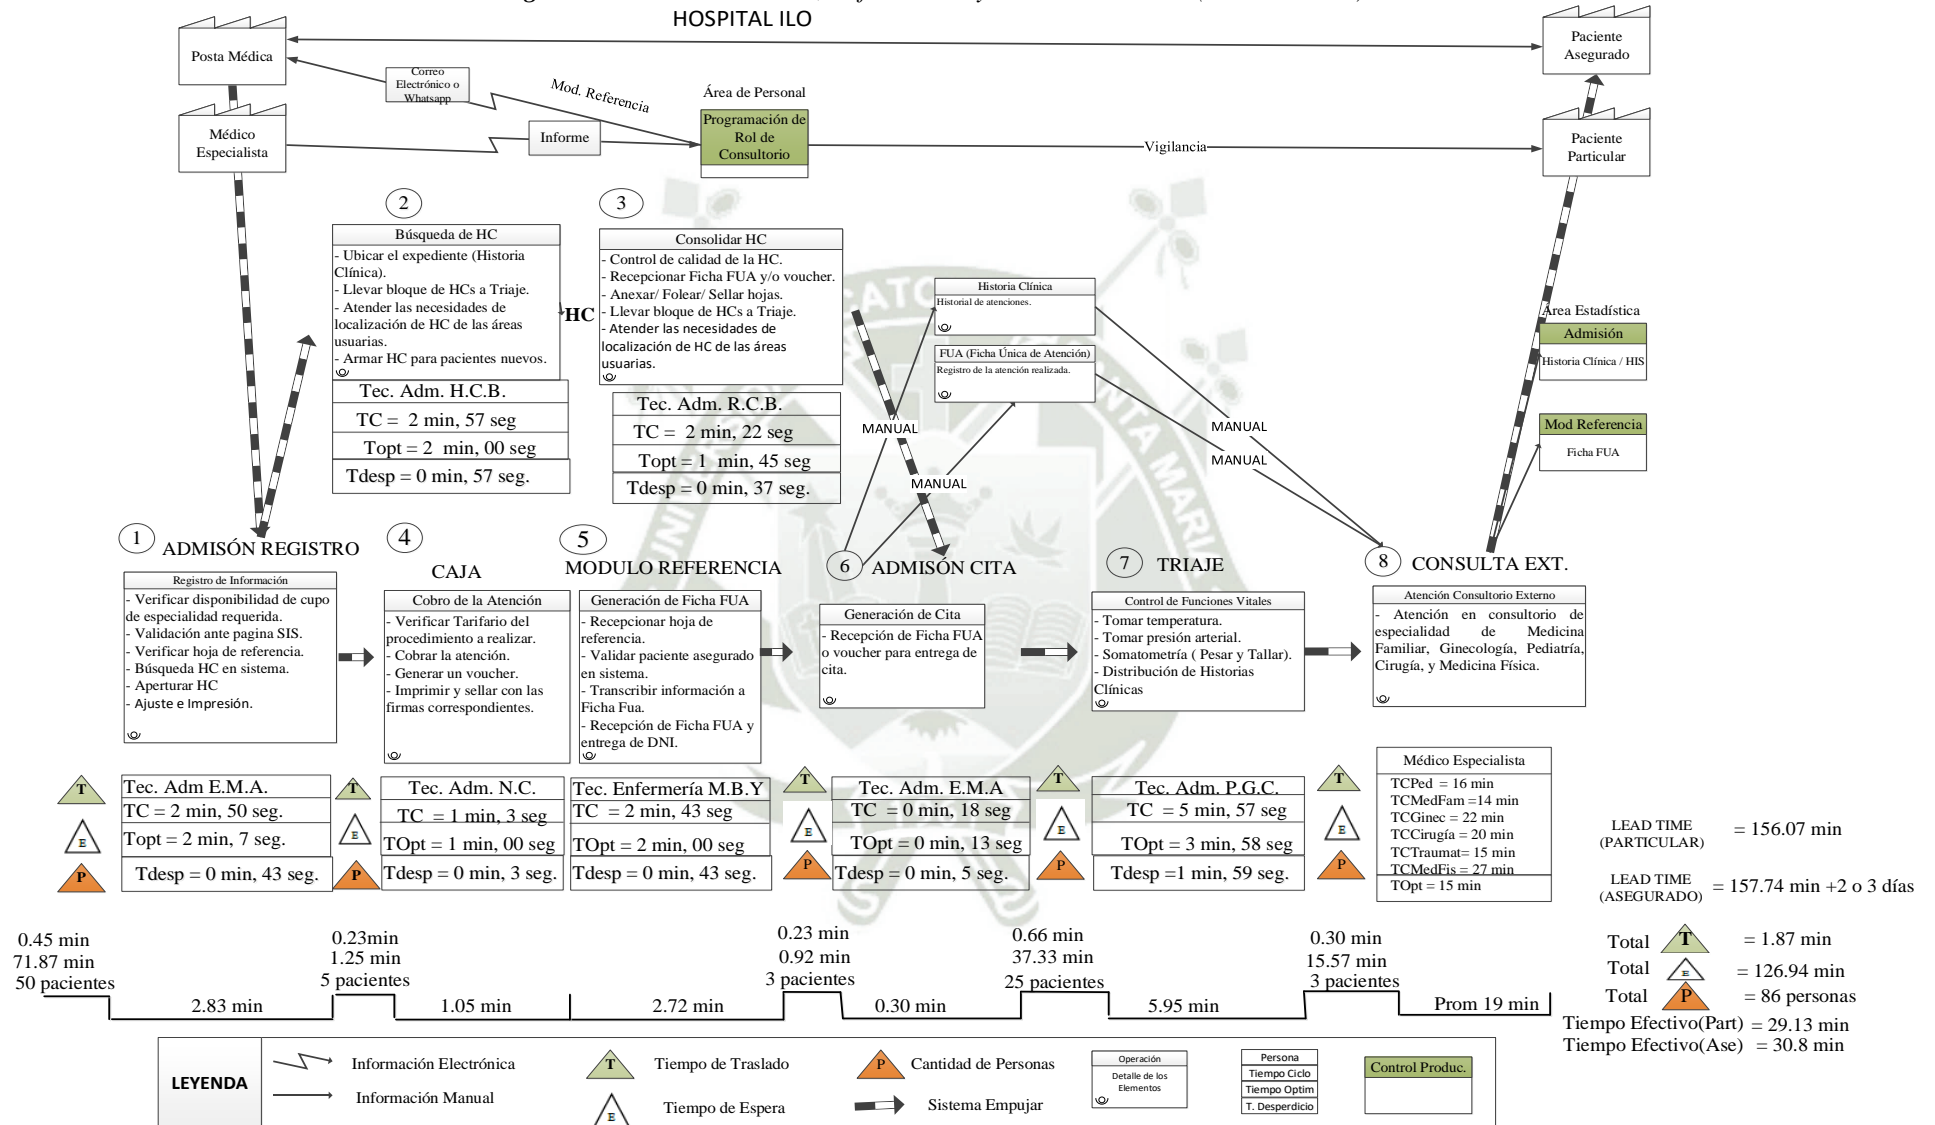 HOSPITAL ILO
Posta Médica
Paciente
Asegurado
Correo
Electrónico o
Whatsapp
Mod. Referencia
Área de Personal
Programación de
Rol de
Consultorio
Médico
Especialista
Informe
Vigilancia
Paciente
Particular
2
Búsqueda de HC
- Ubicar el expediente (Historia
Clínica).
- Llevar bloque de HCs a Triaje.
- Atender las necesidades de
localización de HC de las áreas
usuarias.
- Armar HC para pacientes nuevos.
Tec. Adm. H.C.B.
TC = 2 min, 57 seg
Topt = 2 min, 00 seg
Tdesp = 0 min, 57 seg.
HC
3
Consolidar HC
- Control de calidad de la HC.
- Recepcionar Ficha FUA y/o voucher.
- Anexar/ Folear/ Sellar hojas.
- Llevar bloque de HCs a Triaje.
- Atender las necesidades de
localización de HC de las áreas
usuarias.
Tec. Adm. R.C.B.
TC = 2 min, 22 seg
Topt = 1 min, 45 seg
Tdesp = 0 min, 37 seg.
Historia Clínica
Historial de atenciones.
FUA (Ficha Única de Atención)
Registro de la atención realizada.
MANUAL
MANUAL
MANUAL
MANUAL
Área Estadística
Admisión
Historia Clínica / HIS
Mod Referencia
Ficha FUA
1
ADMISÓN REGISTRO
Registro de Información
- Verificar disponibilidad de cupo
de especialidad requerida.
- Validación ante pagina SIS.
- Verificar hoja de referencia.
- Búsqueda HC en sistema.
- Aperturar HC
- Ajuste e Impresión.
4
CAJA
Cobro de la Atención
- Verificar Tarifario del
procedimiento a realizar.
- Cobrar la atención.
- Generar un voucher.
- Imprimir y sellar con las
firmas correspondientes.
5
MODULO REFERENCIA
Generación de Ficha FUA
- Recepcionar hoja de
referencia.
- Validar paciente asegurado
en sistema.
- Transcribir información a
Ficha Fua.
- Recepción de Ficha FUA y
entrega de DNI.
6
ADMISÓN CITA
Generación de Cita
- Recepción de Ficha FUA
o voucher para entrega de
cita.
7
TRIAJE
Control de Funciones Vitales
- Tomar temperatura.
- Tomar presión arterial.
- Somatometría ( Pesar y Tallar).
- Distribución de Historias
Clínicas
8
CONSULTA EXT.
Atención Consultorio Externo
- Atención en consultorio de
especialidad de Medicina
Familiar, Ginecología, Pediatría,
Cirugía, y Medicina Física.
T
E
P
Tec. Adm E.M.A.
TC = 2 min, 50 seg.
Topt = 2 min, 7 seg.
Tdesp = 0 min, 43 seg.
T
E
P
Tec. Adm. N.C.
TC = 1 min, 3 seg
TOpt = 1 min, 00 seg
Tdesp = 0 min, 3 seg.
Tec. Enfermería M.B.Y
TC = 2 min, 43 seg
TOpt = 2 min, 00 seg
Tdesp = 0 min, 43 seg.
T
E
P
Tec. Adm. E.M.A
TC = 0 min, 18 seg
TOpt = 0 min, 13 seg
Tdesp = 0 min, 5 seg.
T
E
P
Tec. Adm. P.G.C.
TC = 5 min, 57 seg
TOpt = 3 min, 58 seg
Tdesp =1 min, 59 seg.
T
E
P
Médico Especialista
TCPed = 16 min
TCMedFam =14 min
TCGinec = 22 min
TCCirugía = 20 min
TCTraumat= 15 min
TCMedFis = 27 min
TOpt = 15 min
LEAD TIME
(PARTICULAR)
= 156.07 min
LEAD TIME
(ASEGURADO)
= 157.74 min +2 o 3 días
0.45 min
71.87 min
50 pacientes
2.83 min
0.23min
1.25 min
5 pacientes
1.05 min
2.72 min
0.23 min
0.92 min
3 pacientes
0.30 min
0.66 min
37.33 min
25 pacientes
5.95 min
0.30 min
15.57 min
3 pacientes
Prom 19 min
Total T = 1.87 min
Total E = 126.94 min
Total P = 86 personas
Tiempo Efectivo(Part) = 29.13 min
Tiempo Efectivo(Ase) = 30.8 min
LEYENDA
Información Electrónica
Información Manual
T
Tiempo de Traslado
E
Tiempo de Espera
P
Cantidad de Personas
Sistema Empujar
Operación
Detalle de los
Elementos
Persona
Tiempo Ciclo
Tiempo Optim
T. Desperdicio
Control Produc.